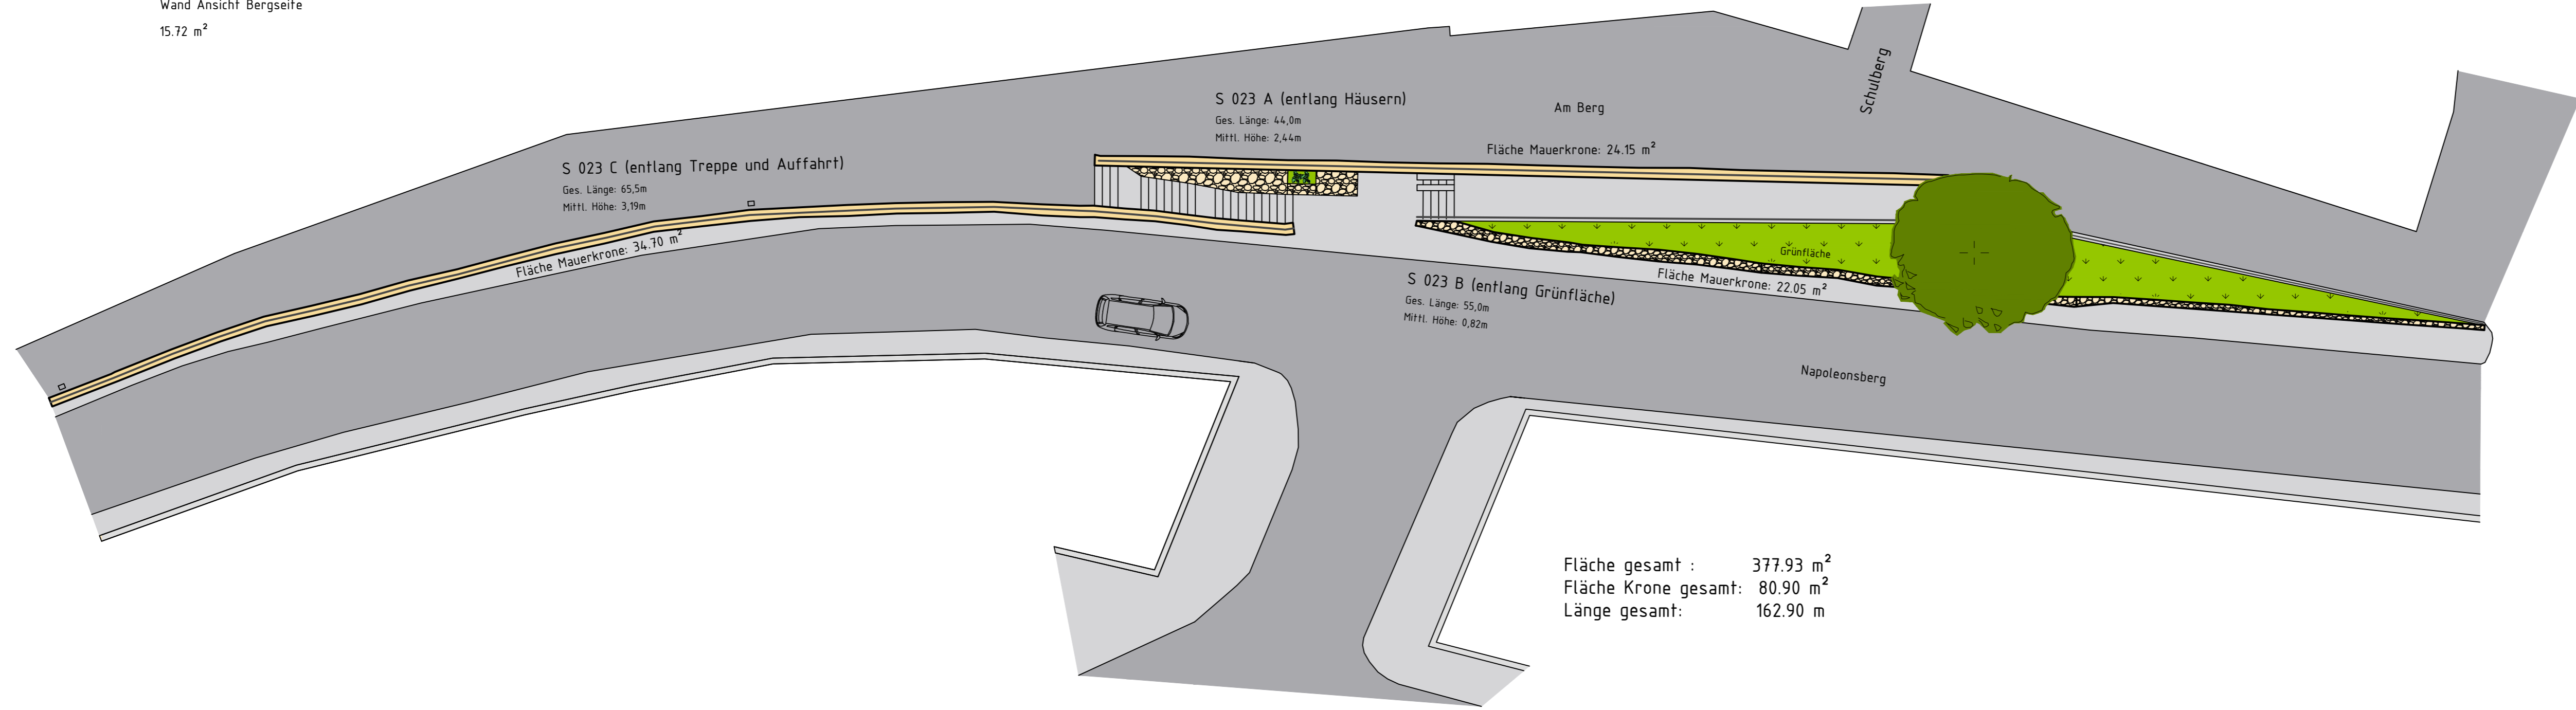 Wand Ansicht Bergseite
15.72 m²
S 023 A (entlang Häusern)
Ges. Länge: 44,0m
Mittl. Höhe: 2,44m
Am Berg
Schulberg
Fläche Mauerkrone: 24.15 m²
S 023 C (entlang Treppe und Auffahrt)
Ges. Länge: 65,5m
Mittl. Höhe: 3,19m
Fläche Mauerkrone: 34.70 m²
Grünfläche
Fläche Mauerkrone: 22.05 m²
S 023 B (entlang Grünfläche)
Ges. Länge: 55,0m
Mittl. Höhe: 0,82m
Napoleonsberg
Fläche gesamt : 377.93 m²
Fläche Krone gesamt: 80.90 m²
Länge gesamt: 162.90 m